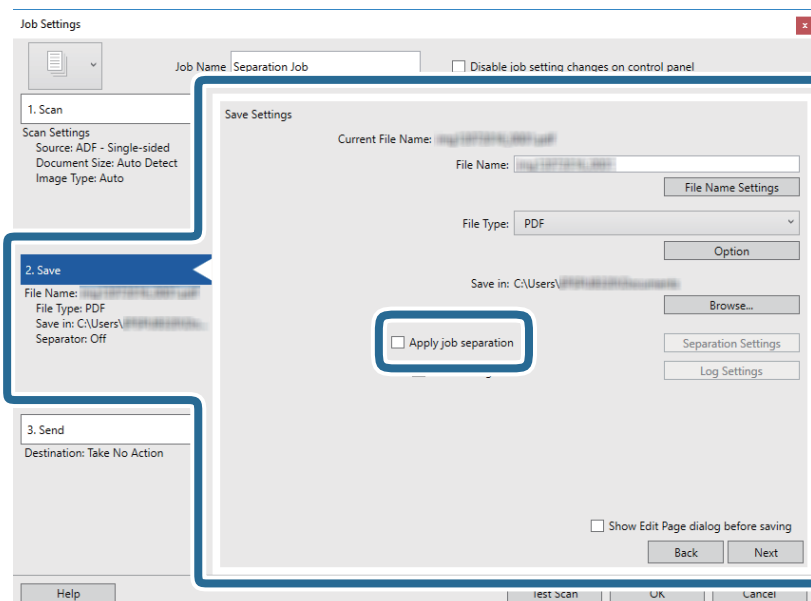 Job Settings
x
Job Name Separation Job
Disable job setting changes on control panel
1. Scan
Scan Settings
Source: ADF - Single-sided
Document Size: Auto Detect
Image Type: Auto
2. Save
File Name:
File Type: PDF
Save in: C:\Users\
Separator: Off
3. Send
Destination: Take No Action
Save Settings
Current File Name:
File Name:
File Name Settings
File Type: PDF
Option
Save in: C:\Users\
Browse...
Apply job separation
Separation Settings
Log Settings
Show Edit Page dialog before saving
Back
Next
Help
Test Scan
OK
Cancel